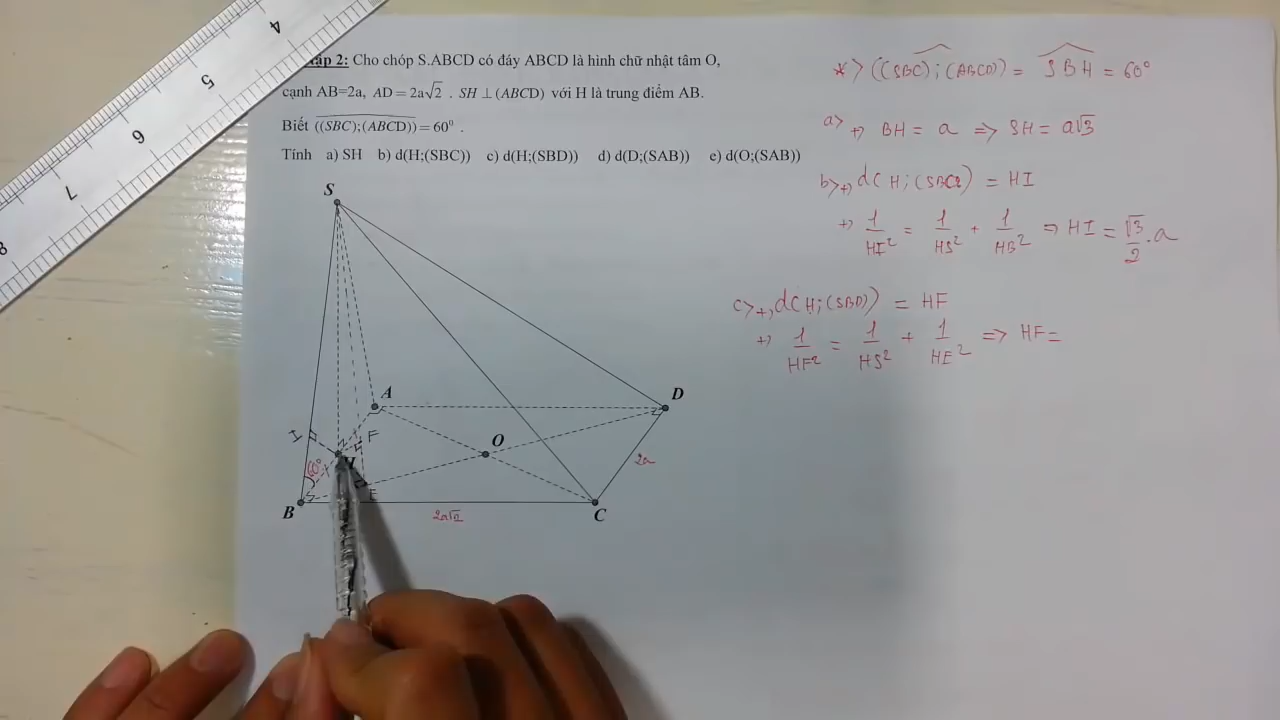 4
5
6
7
8
ập 2: Cho chóp S.ABCD có đáy ABCD là hình chữ nhật tâm O,
cạnh AB=2a, AD = 2a√2 . SH ⊥ (ABCD) với H là trung điểm AB.
Biết ((SBC);(ABCD)) = 60⁰ .
Tính a) SH b) d(H;(SBC)) c) d(H;(SBD)) d) d(D;(SAB)) e) d(O;(SAB))
S
A
D
I
F
O
60°
H
2a
E
B
C
2a√2
*> ((SBC);(ABCD)) = SBH = 60°
a> +, BH = a => SH = a√3
b> +, d(H;(SBC)) = HI
+, 1/HI² = 1/HS² + 1/HB² => HI = √3/2 . a
c> +, d(H;(SBD)) = HF
+, 1/HF² = 1/HS² + 1/HE² => HF =